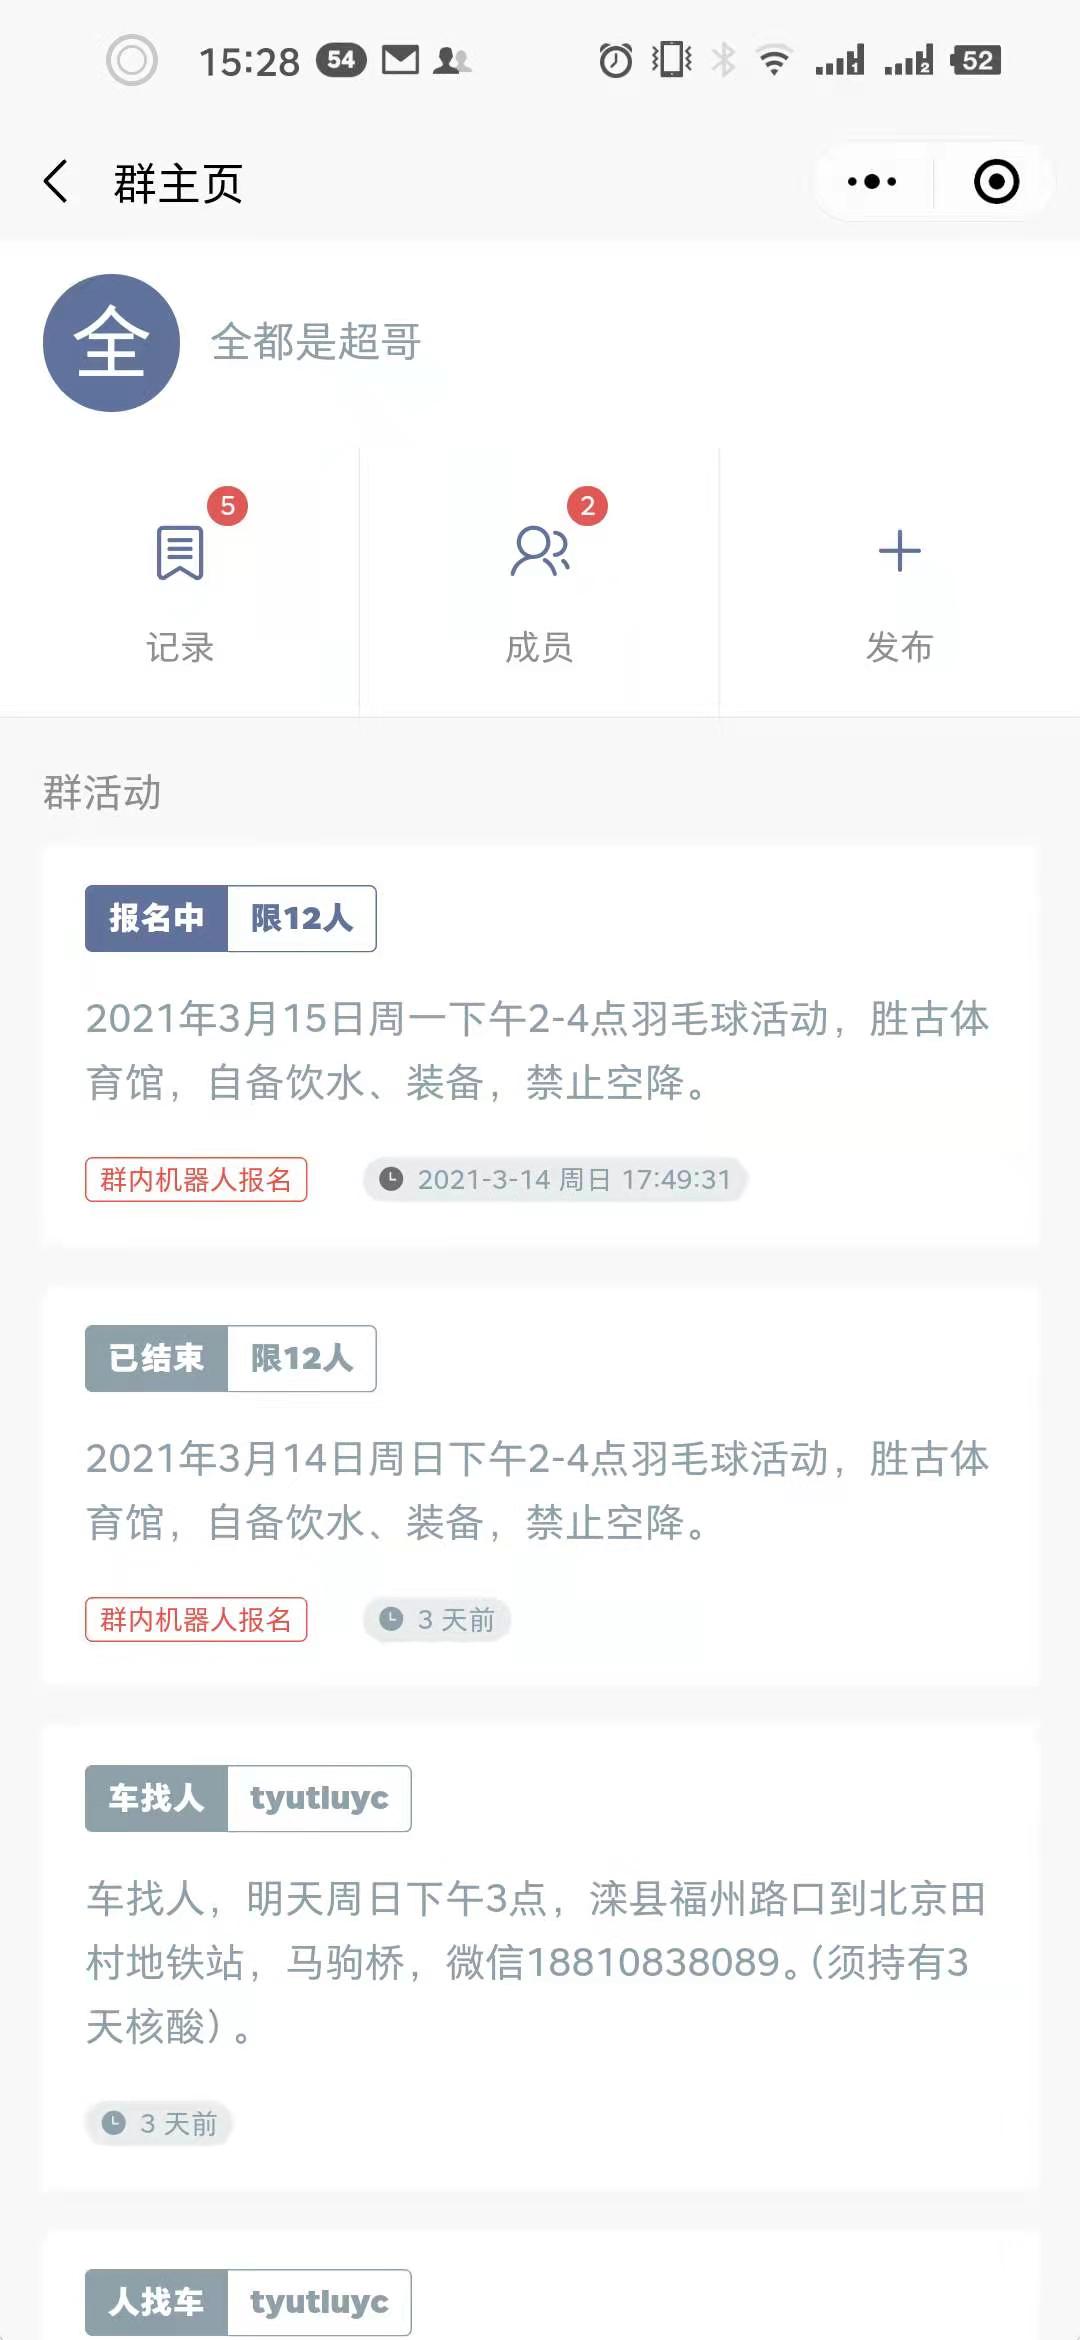 15:28 54 1 2 52
群主页
全 全都是超哥
5 2
记录 成员 发布
群活动
报名中 限12人
2021年3月15日周一下午2-4点羽毛球活动，胜古体
育馆，自备饮水、装备，禁止空降。
群内机器人报名 2021-3-14 周日 17:49:31
已结束 限12人
2021年3月14日周日下午2-4点羽毛球活动，胜古体
育馆，自备饮水、装备，禁止空降。
群内机器人报名 3 天前
车找人 tyutluyc
车找人，明天周日下午3点，滦县福州路口到北京田
村地铁站，马驹桥，微信18810838089。（须持有3
天核酸）。
3 天前
人找车 tyutluyc